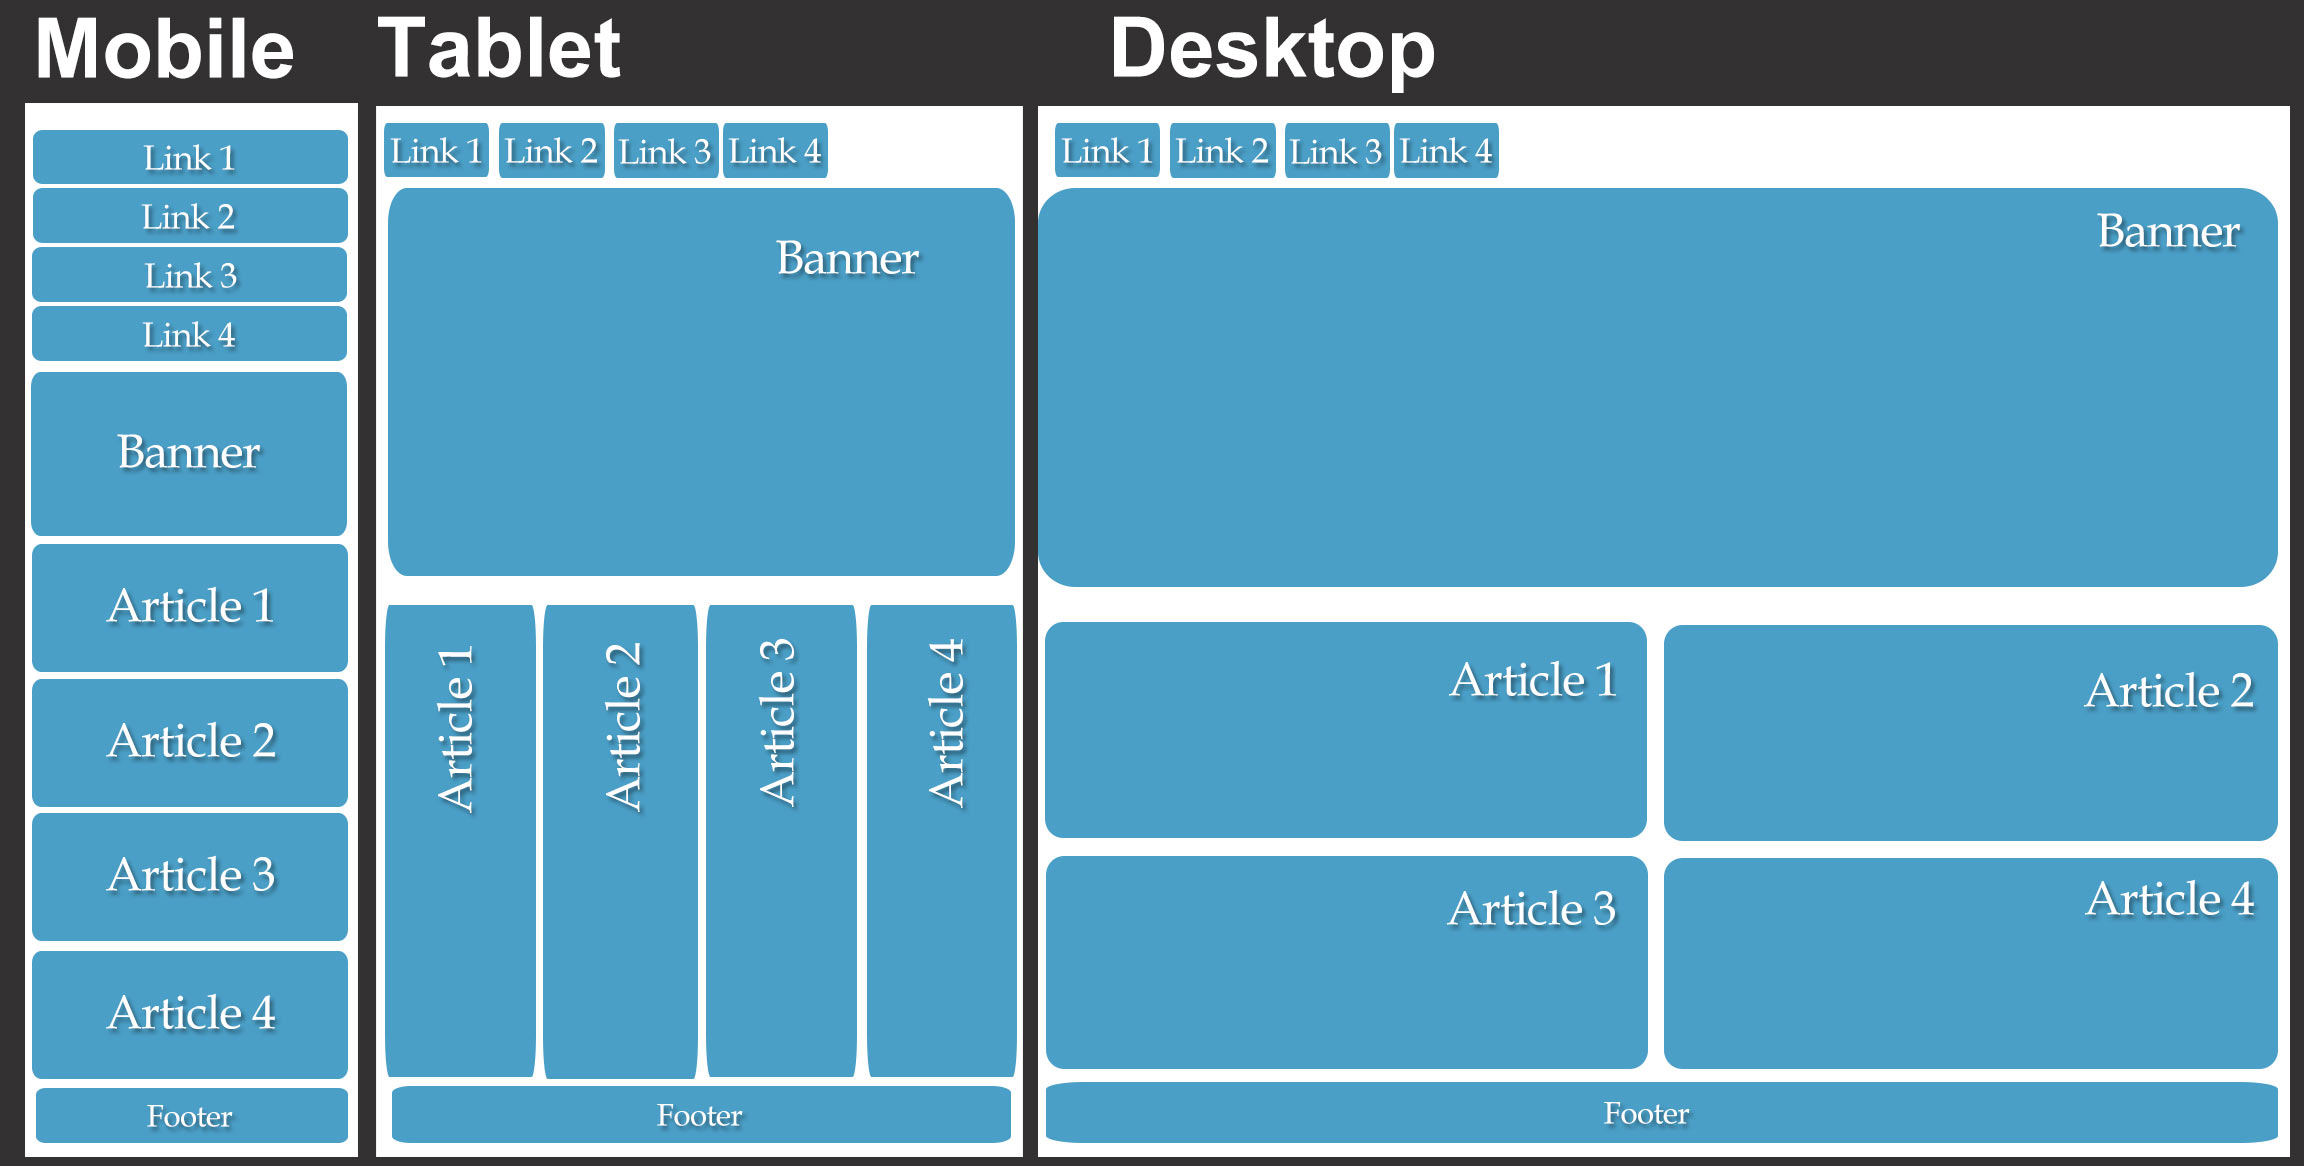 Mobile
Link 1
Link 2
Link 3
Link 4
Banner
Article 1
Article 2
Article 3
Article 4
Footer
Tablet
Link 1 Link 2 Link 3 Link 4
Banner
Article 1
Article 2
Article 3
Article 4
Footer
Desktop
Link 1 Link 2 Link 3 Link 4
Banner
Article 1
Article 2
Article 3
Article 4
Footer